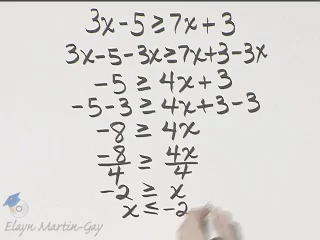 3x-5≥7x+3
3x-5-3x≥7x+3-3x
-5≥4x+3
-5-3≥4x+3-3
-8≥4x
-8/4≥4x/4
-2≥x
x≤-2
Elayn Martin-Gay